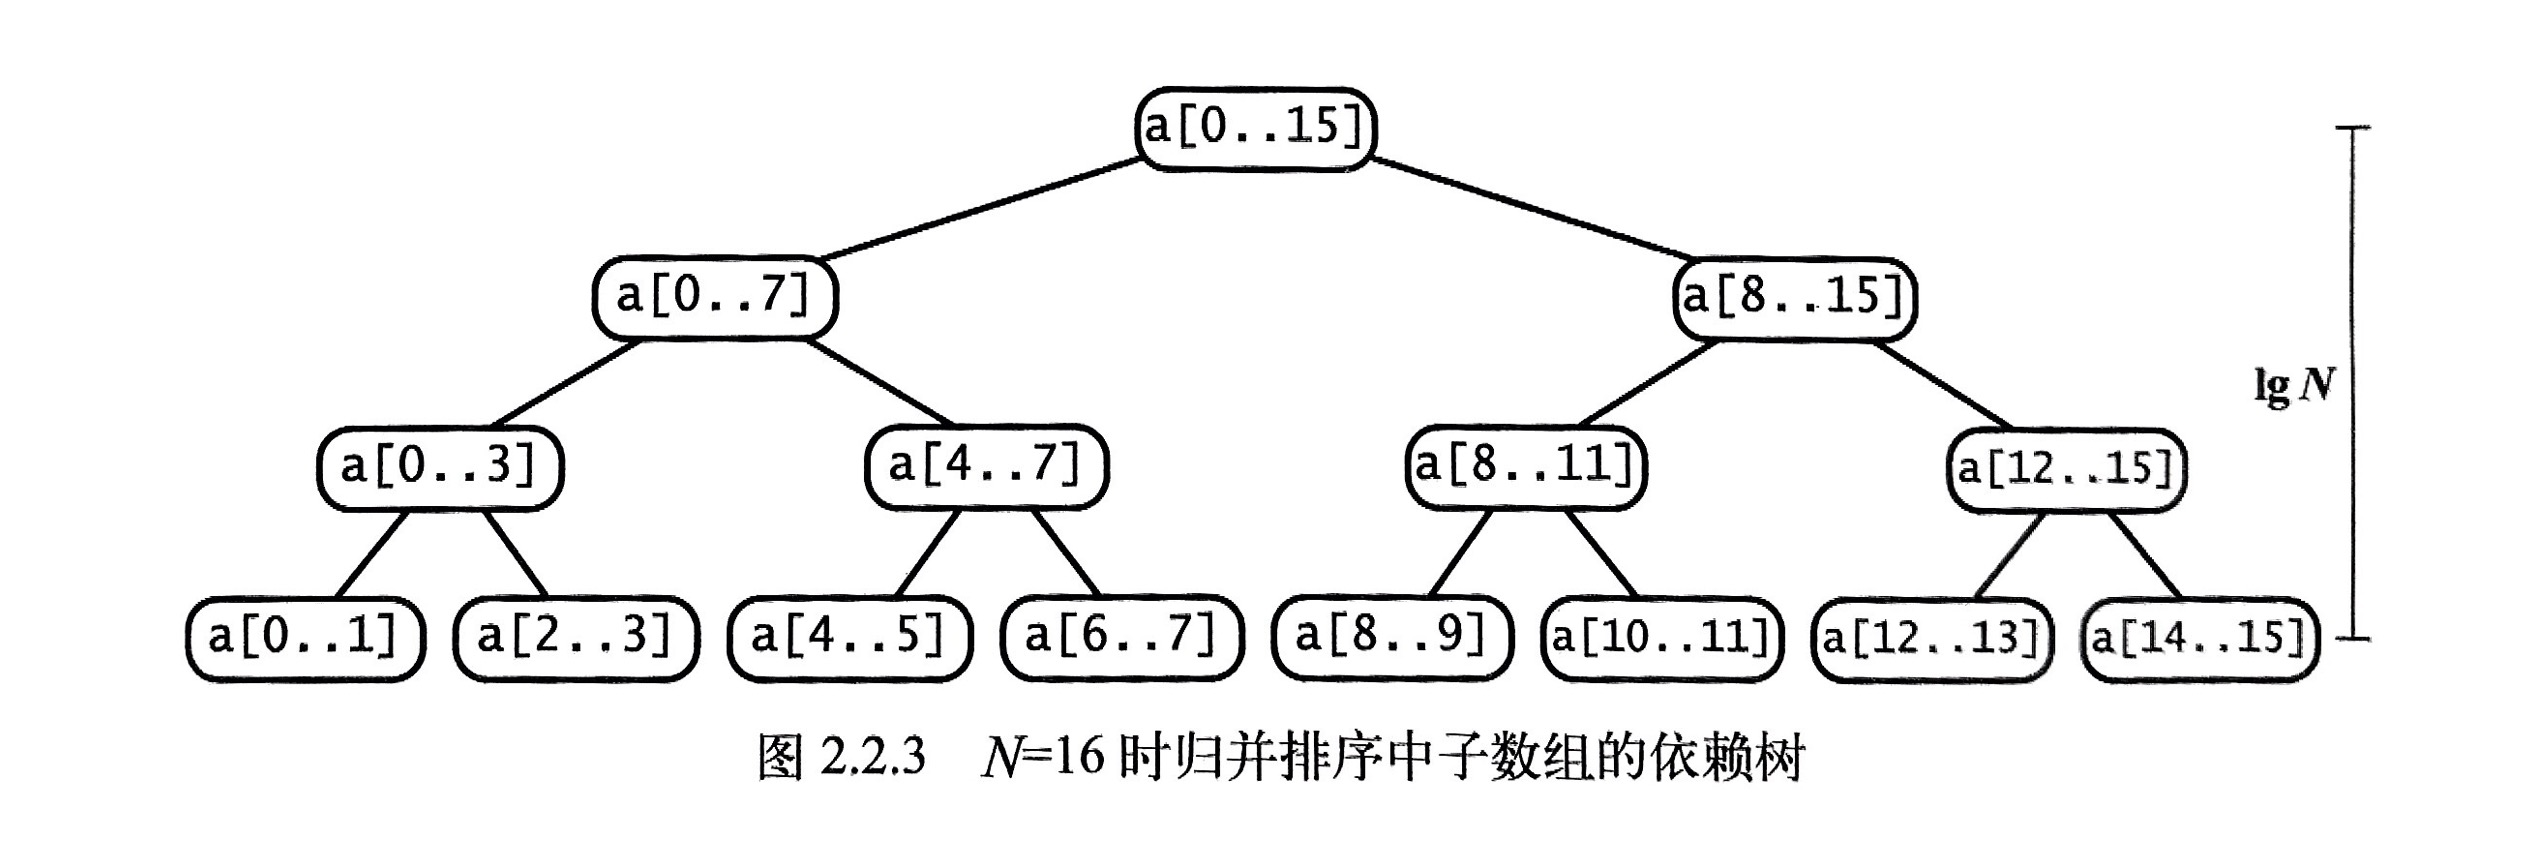 a[0..15]
a[0..7] a[8..15]
lg N
a[0..3] a[4..7] a[8..11] a[12..15]
a[0..1] a[2..3] a[4..5] a[6..7] a[8..9] a[10..11] a[12..13] a[14..15]
图 2.2.3 N=16 时归并排序中子数组的依赖树